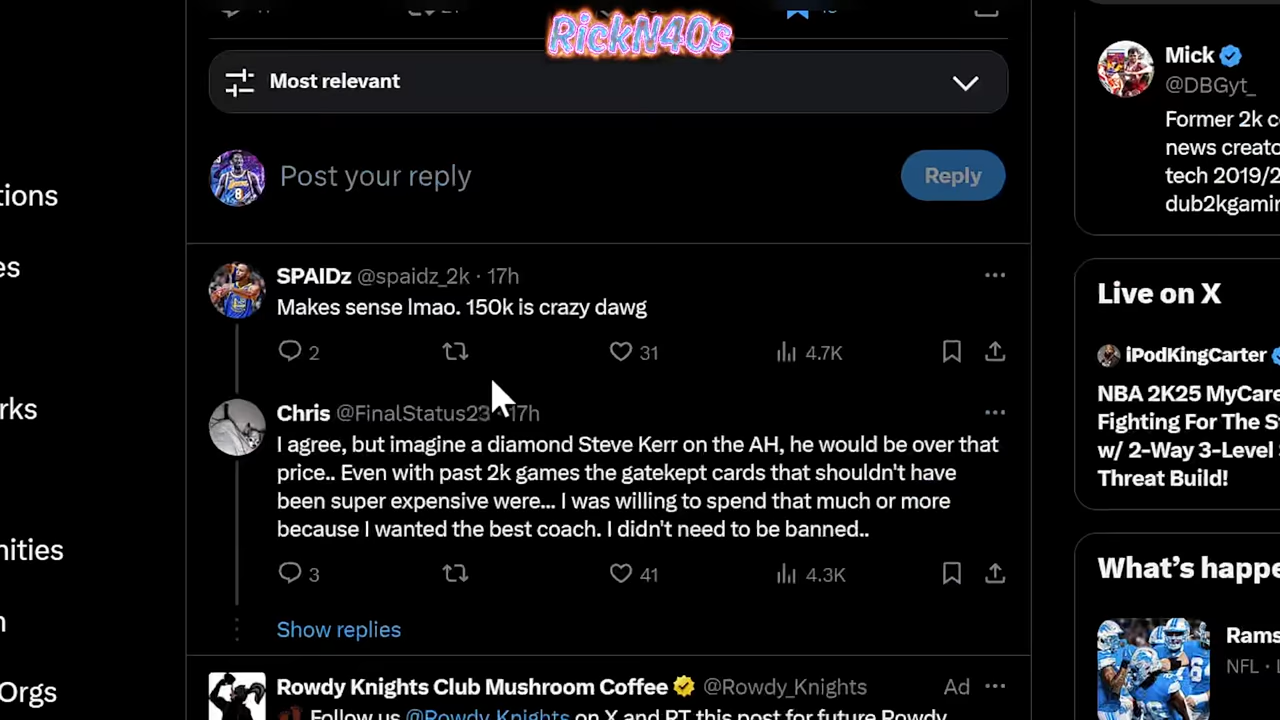 RickN40s
Most relevant
Mick
@DBGyt_
Former 2k c
news creato
tech 2019/2
dub2kgamin
Post your reply
Reply
tions
es
rks
nities
n
Orgs
SPAIDz @spaidz_2k · 17h
Makes sense lmao. 150k is crazy dawg
2 31 4.7K
Chris @FinalStatus23 · 17h
I agree, but imagine a diamond Steve Kerr on the AH, he would be over that
price.. Even with past 2k games the gatekept cards that shouldn't have
been super expensive were... I was willing to spend that much or more
because I wanted the best coach. I didn't need to be banned..
3 41 4.3K
Show replies
Rowdy Knights Club Mushroom Coffee @Rowdy_Knights Ad
Follow us @Rowdy_Knights on X and RT this post for future Rowdy
Live on X
iPodKingCarter
NBA 2K25 MyCare
Fighting For The S
w/ 2-Way 3-Level
Threat Build!
What's happe
Rams
NFL · L